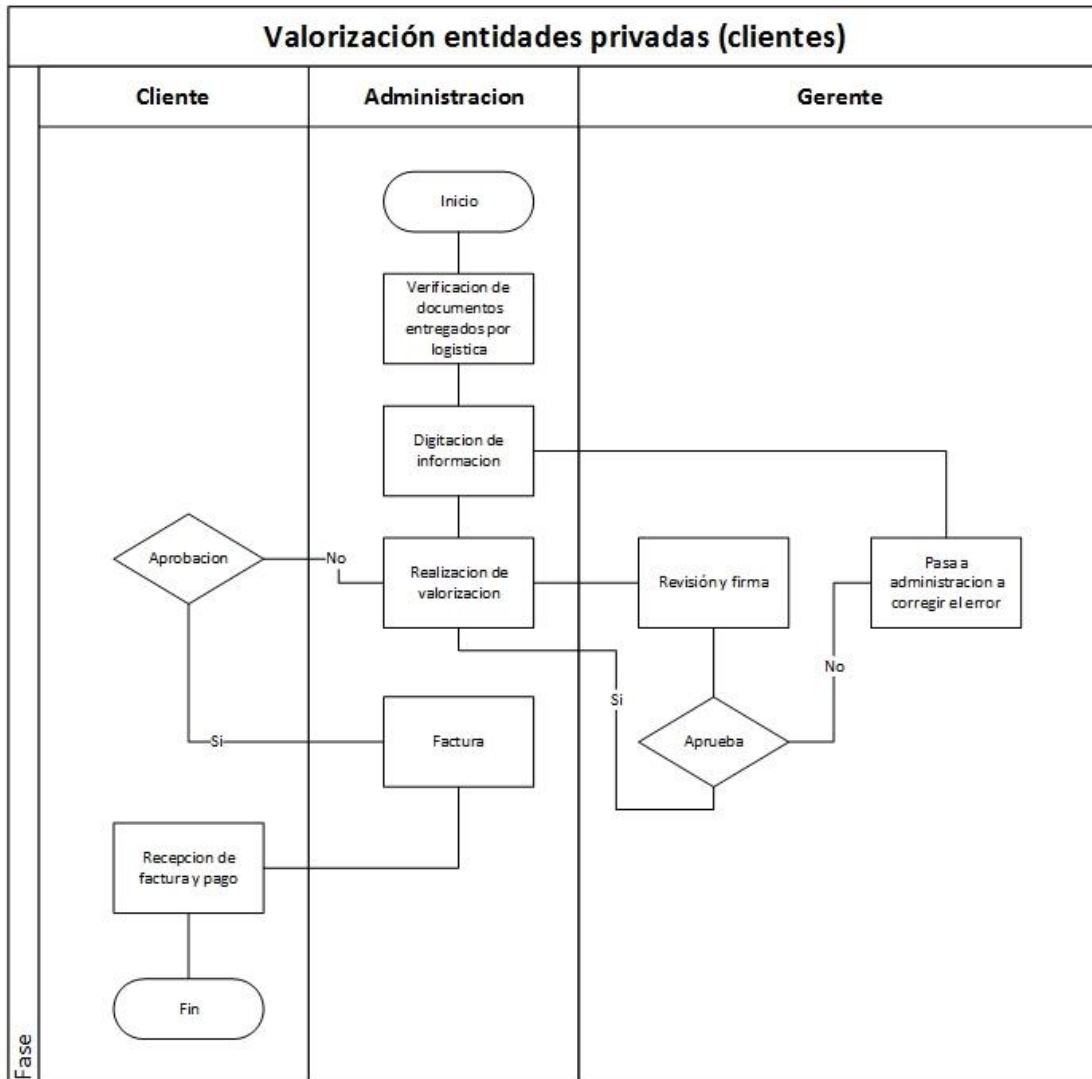 Valorización entidades privadas (clientes)
Cliente
Administracion
Gerente
Inicio
Verificacion de
documentos
entregados por
logistica
Digitacion de
informacion
Aprobacion
No
Realizacion de
valorizacion
Revisión y firma
Pasa a
administracion a
corregir el error
No
Si
Si
Factura
Aprueba
Recepcion de
factura y pago
Fin
Fase